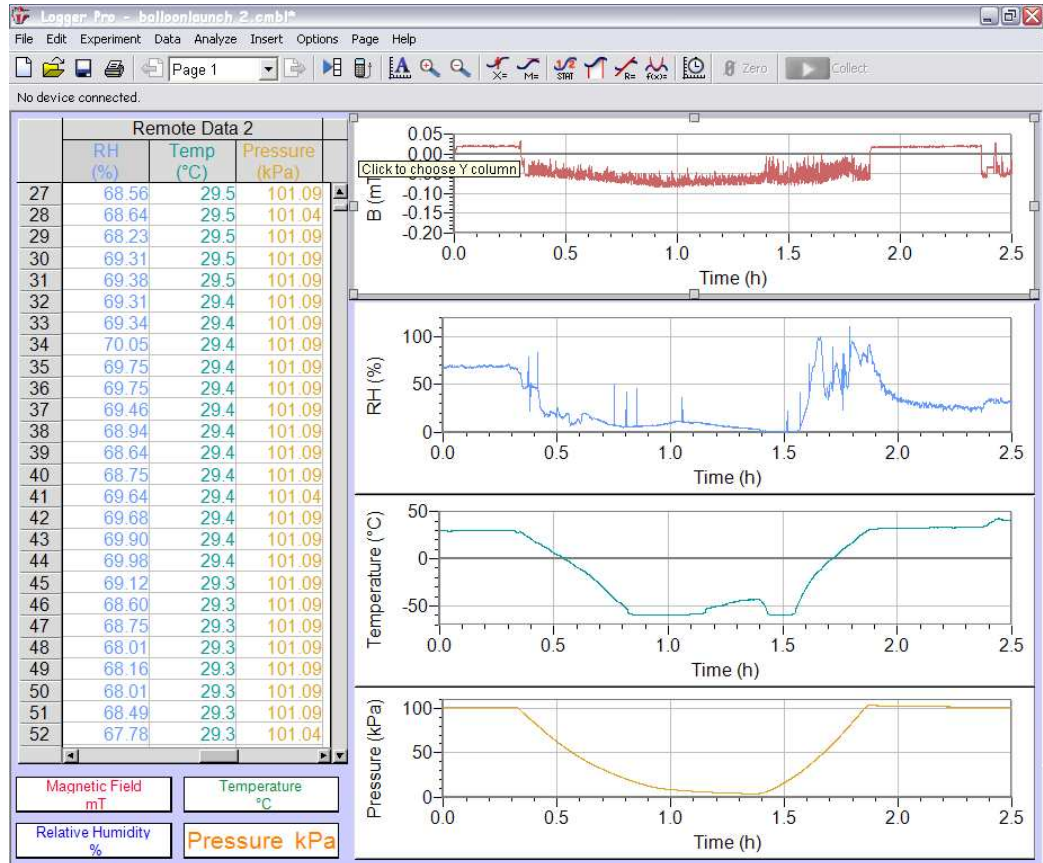 Logger Pro - balloonlaunch 2.cmbl*
File Edit Experiment Data Analyze Insert Options Page Help
Page 1 X= M= STAT R= f(x)= Zero Collect
No device connected.
Remote Data 2
RH Temp Pressure
(%) (°C) (kPa)
27 68.56 29.5 101.09
28 68.64 29.5 101.04
29 68.23 29.5 101.09
30 69.31 29.5 101.09
31 69.38 29.5 101.09
32 69.31 29.4 101.09
33 69.34 29.4 101.09
34 70.05 29.4 101.09
35 69.75 29.4 101.09
36 69.75 29.4 101.09
37 69.46 29.4 101.09
38 68.94 29.4 101.09
39 68.64 29.4 101.09
40 68.75 29.4 101.09
41 69.64 29.4 101.04
42 69.68 29.4 101.09
43 69.90 29.4 101.09
44 69.98 29.4 101.09
45 69.12 29.3 101.09
46 68.60 29.3 101.09
47 68.75 29.3 101.09
48 68.01 29.3 101.09
49 68.16 29.3 101.09
50 68.01 29.3 101.09
51 68.49 29.3 101.09
52 67.78 29.3 101.04
Magnetic Field
mT
Temperature
°C
Relative Humidity
%
Pressure kPa
0.05
0.00
Click to choose Y column
-0.10
-0.15
-0.20
B (m
0.0 0.5 1.0 1.5 2.0 2.5
Time (h)
100
50
0
RH (%)
0.0 0.5 1.0 1.5 2.0 2.5
Time (h)
50
0
-50
Temperature (°C)
0.0 0.5 1.0 1.5 2.0 2.5
Time (h)
100
50
0
Pressure (kPa)
0.0 0.5 1.0 1.5 2.0 2.5
Time (h)